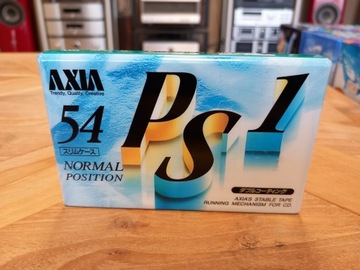 AXIA
Trendy, Quality, Creative
54
スリムケース
NORMAL
POSITION
PS1
ダブルコーティング
AXIA'S STABLE TAPE
RUNNING MECHANISM FOR CD.